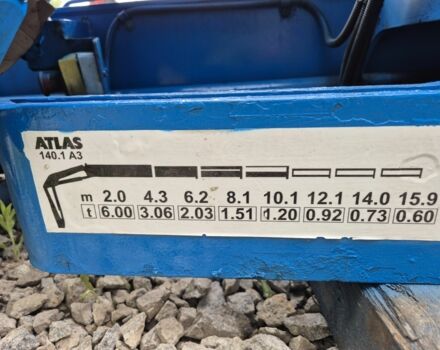 ATLAS
140.1 A3
m 2.0 4.3 6.2 8.1 10.1 12.1 14.0 15.9
t 6.00 3.06 2.03 1.51 1.20 0.92 0.73 0.60